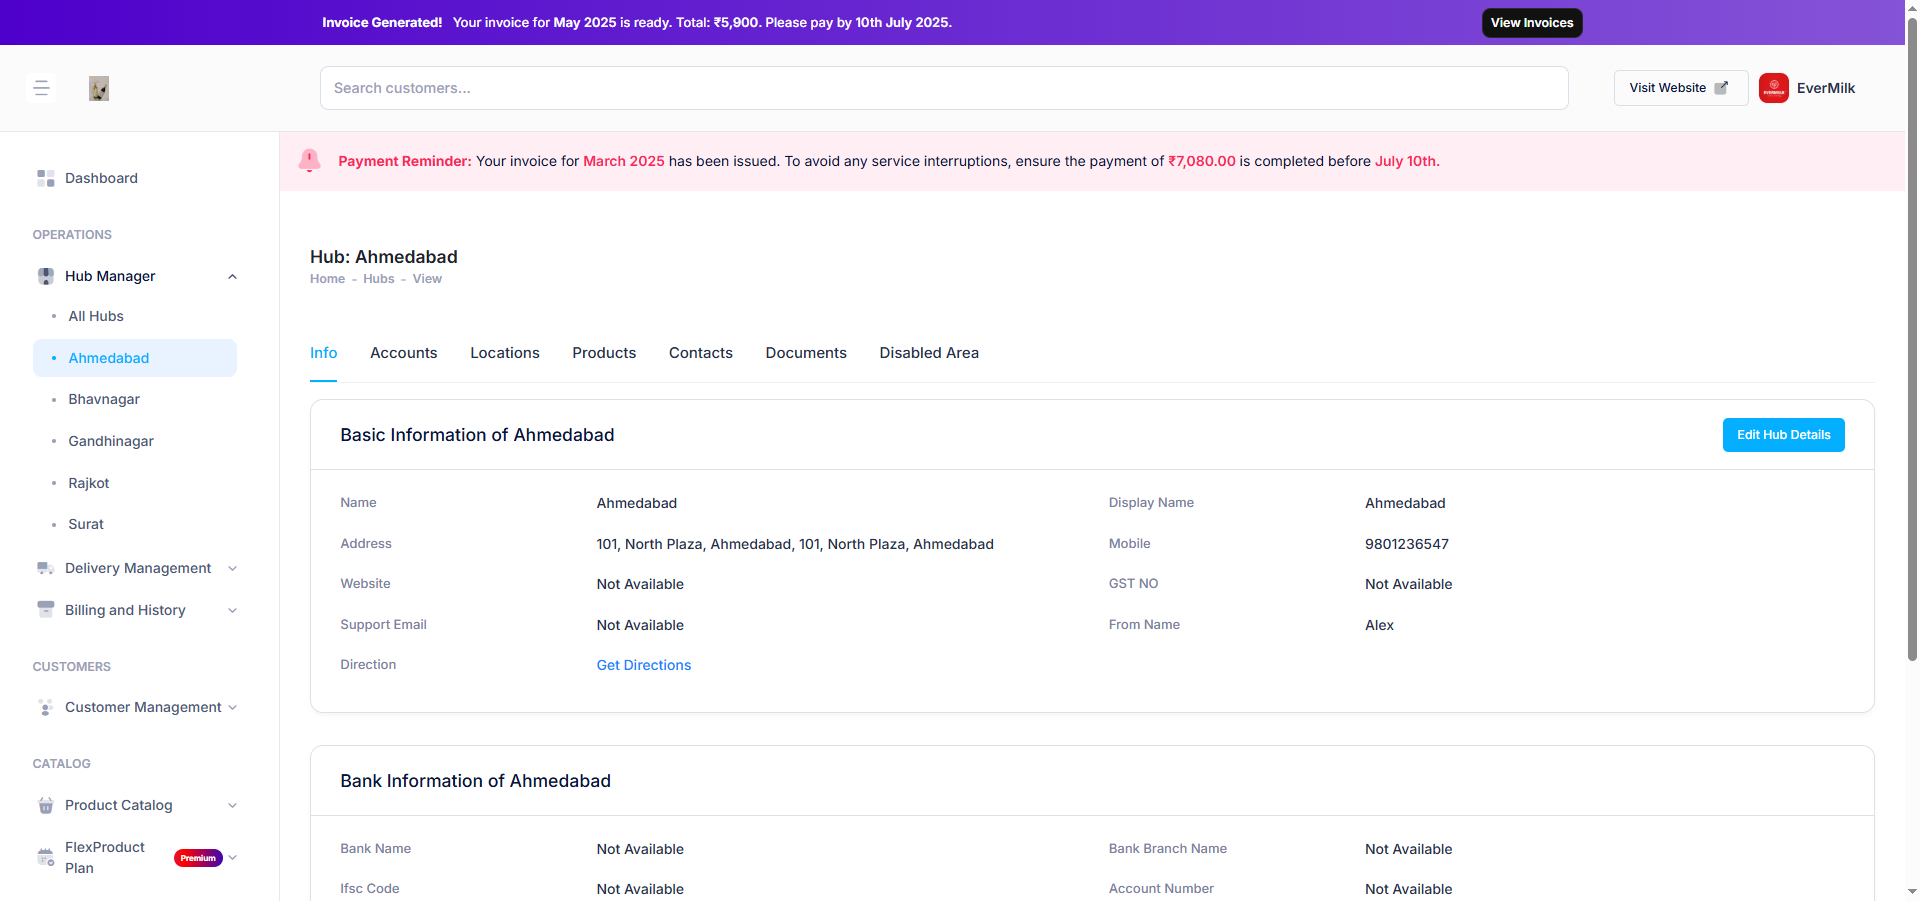 Invoice Generated! Your invoice for May 2025 is ready. Total: ₹5,900. Please pay by 10th July 2025.
View Invoices
Search customers...
Visit Website
EverMilk
Payment Reminder: Your invoice for March 2025 has been issued. To avoid any service interruptions, ensure the payment of ₹7,080.00 is completed before July 10th.
Dashboard
OPERATIONS
Hub Manager
All Hubs
Ahmedabad
Bhavnagar
Gandhinagar
Rajkot
Surat
Delivery Management
Billing and History
CUSTOMERS
Customer Management
CATALOG
Product Catalog
FlexProduct
Plan
Premium
Hub: Ahmedabad
Home - Hubs - View
Info Accounts Locations Products Contacts Documents Disabled Area
Basic Information of Ahmedabad
Edit Hub Details
Name Ahmedabad Display Name Ahmedabad
Address 101, North Plaza, Ahmedabad, 101, North Plaza, Ahmedabad Mobile 9801236547
Website Not Available GST NO Not Available
Support Email Not Available From Name Alex
Direction Get Directions
Bank Information of Ahmedabad
Bank Name Not Available Bank Branch Name Not Available
Ifsc Code Not Available Account Number Not Available